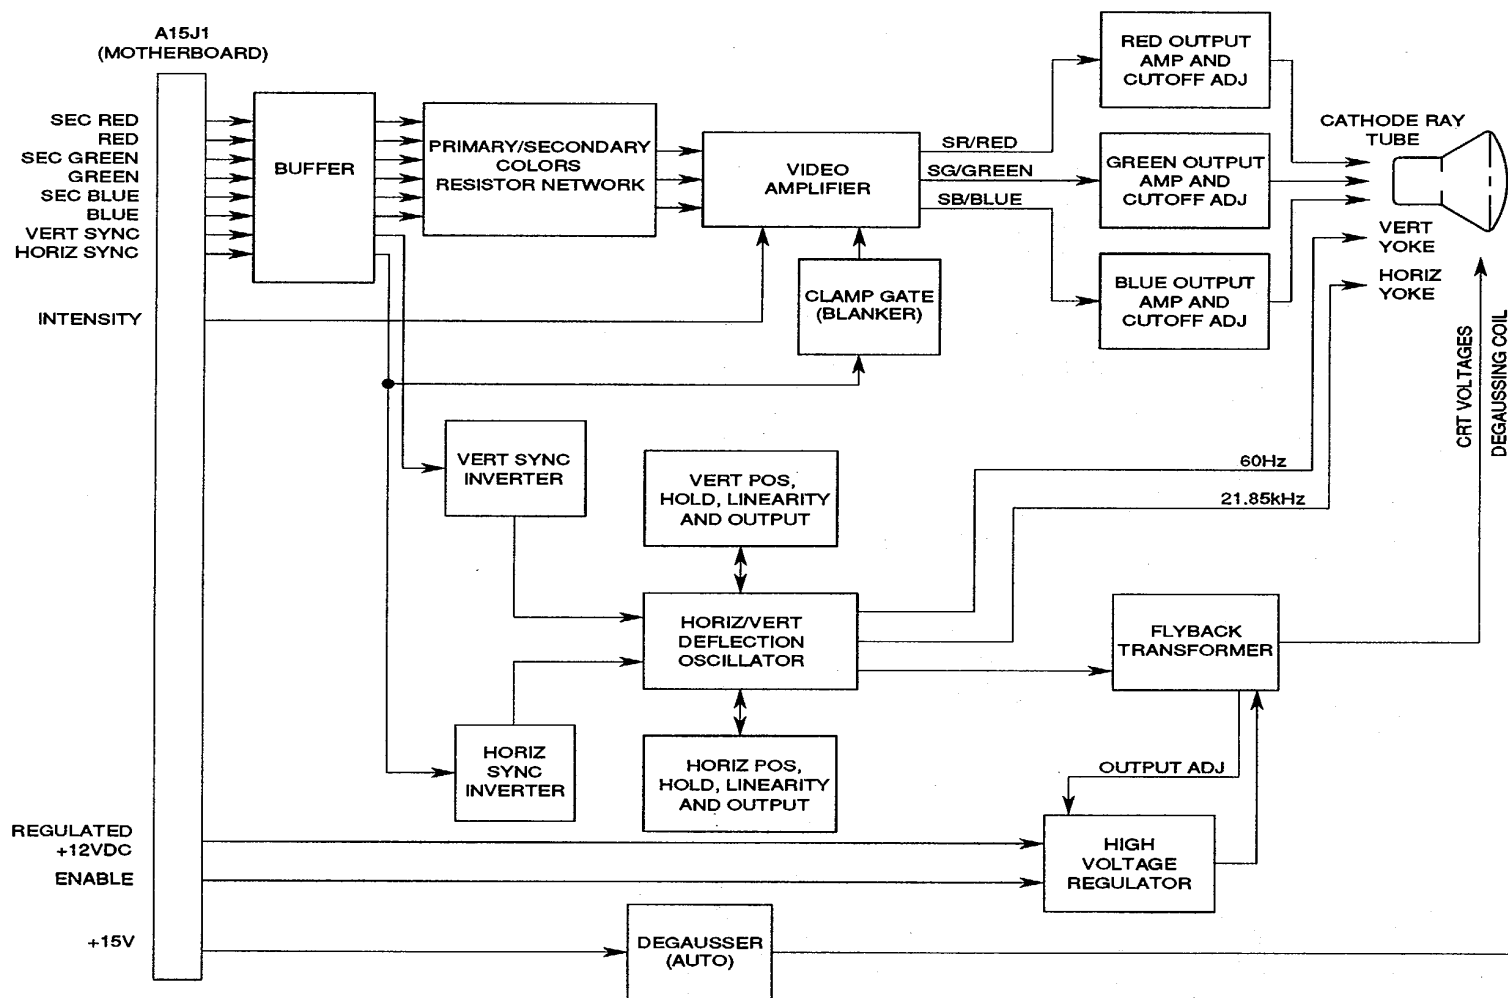 A15J1
(MOTHERBOARD)
SEC RED
RED
SEC GREEN
GREEN
SEC BLUE
BLUE
VERT SYNC
HORIZ SYNC
INTENSITY
REGULATED
+12VDC
ENABLE
+15V
BUFFER
PRIMARY/SECONDARY
COLORS
RESISTOR NETWORK
VIDEO
AMPLIFIER
SR/RED
SG/GREEN
SB/BLUE
RED OUTPUT
AMP AND
CUTOFF ADJ
GREEN OUTPUT
AMP AND
CUTOFF ADJ
BLUE OUTPUT
AMP AND
CUTOFF ADJ
CATHODE RAY
TUBE
VERT
YOKE
HORIZ
YOKE
CLAMP GATE
(BLANKER)
CRT VOLTAGES
DEGAUSSING COIL
VERT SYNC
INVERTER
VERT POS,
HOLD, LINEARITY
AND OUTPUT
60Hz
21.85kHz
HORIZ/VERT
DEFLECTION
OSCILLATOR
FLYBACK
TRANSFORMER
HORIZ
SYNC
INVERTER
HORIZ POS,
HOLD, LINEARITY
AND OUTPUT
OUTPUT ADJ
HIGH
VOLTAGE
REGULATOR
DEGAUSSER
(AUTO)